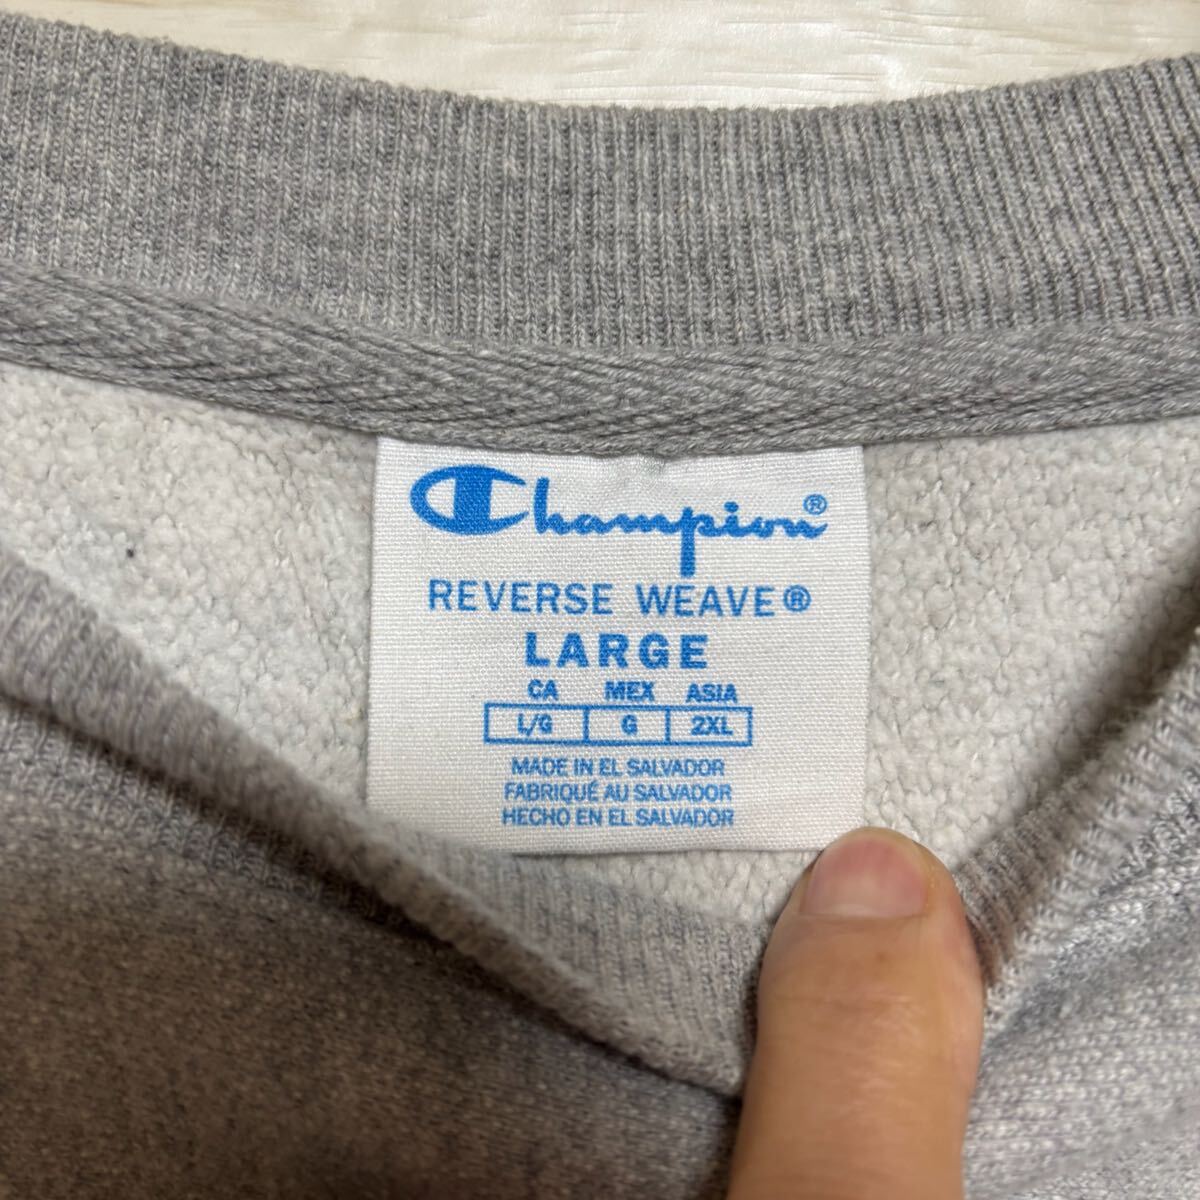 Champion®
REVERSE WEAVE®
LARGE
CA MEX ASIA
L/G G 2XL
MADE IN EL SALVADOR
FABRIQUÉ AU SALVADOR
HECHO EN EL SALVADOR